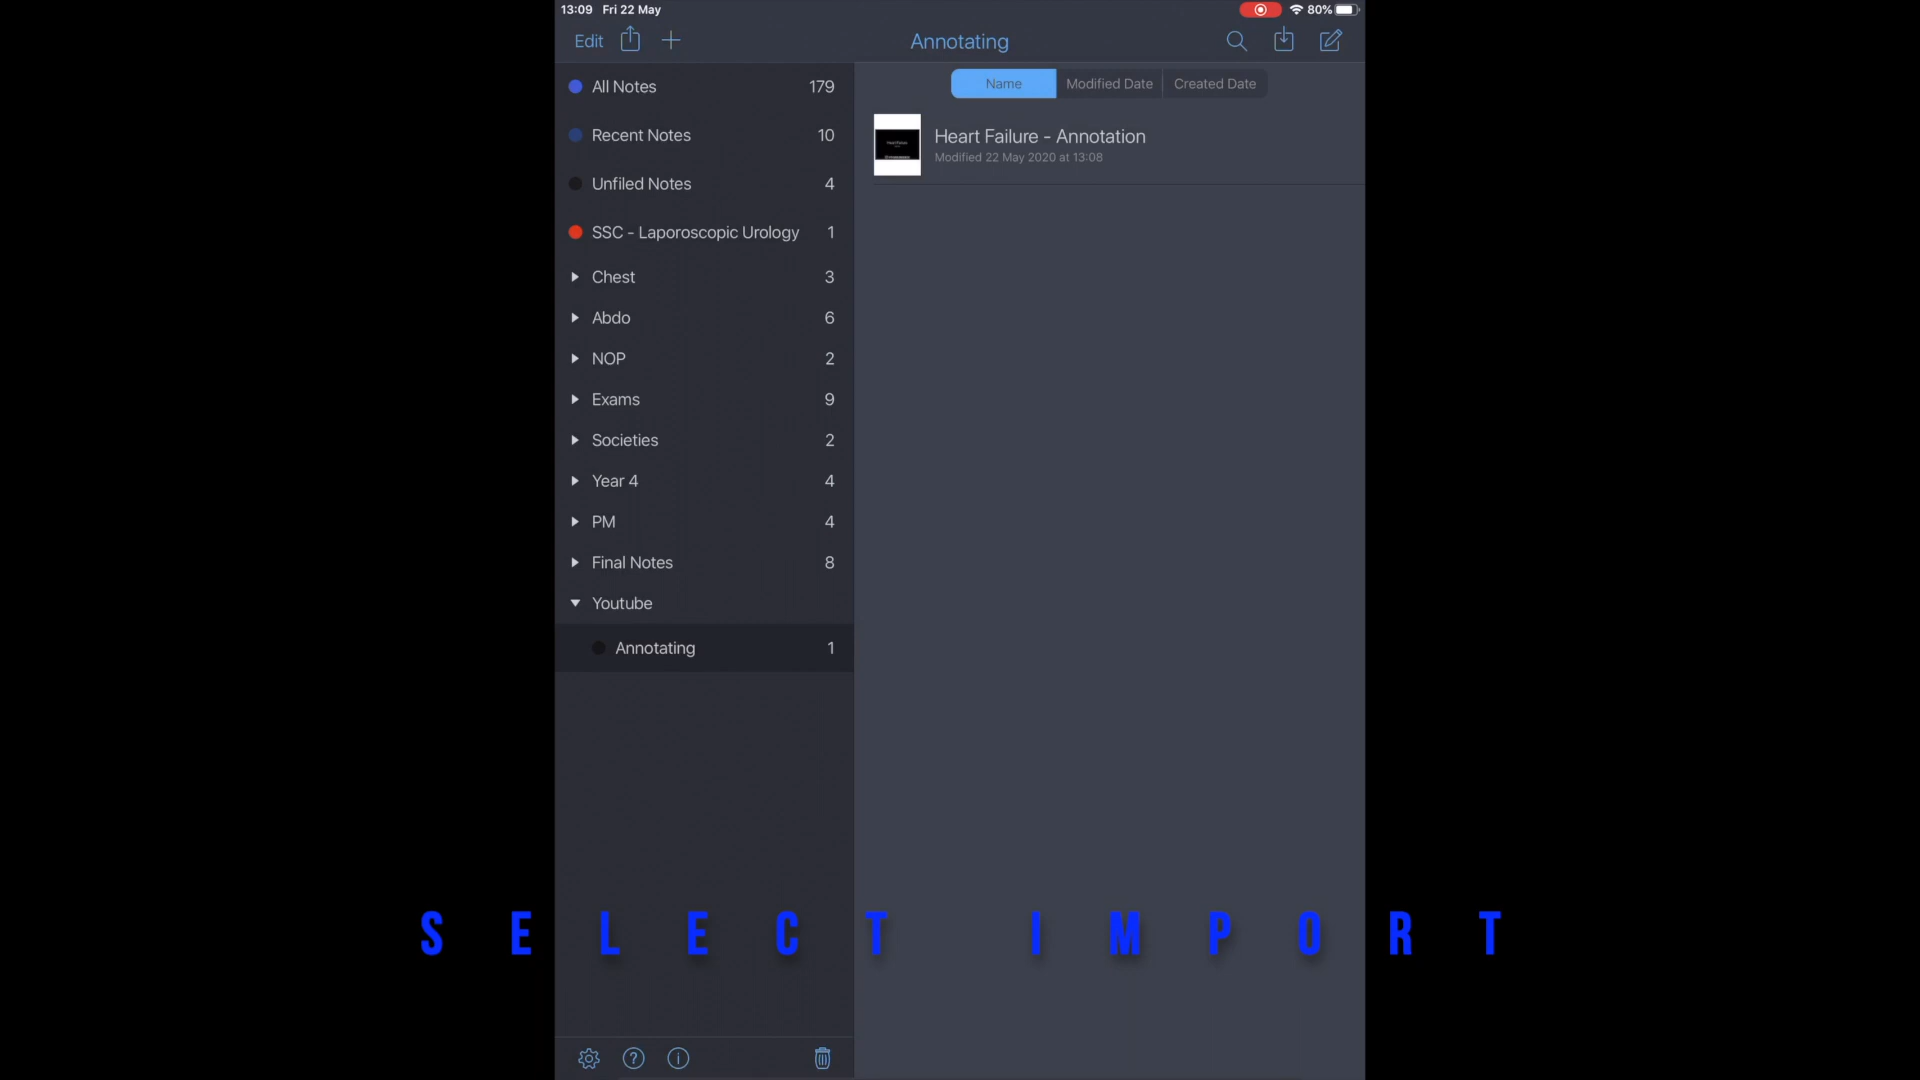 13:09 Fri 22 May 80%
Edit Annotating
Name Modified Date Created Date
All Notes 179
Recent Notes 10
Unfiled Notes 4
SSC - Laporoscopic Urology 1
Chest 3
Abdo 6
NOP 2
Exams 9
Societies 2
Year 4 4
PM 4
Final Notes 8
Youtube
Annotating 1
Heart Failure - Annotation
Modified 22 May 2020 at 13:08
SELECT IMPORT